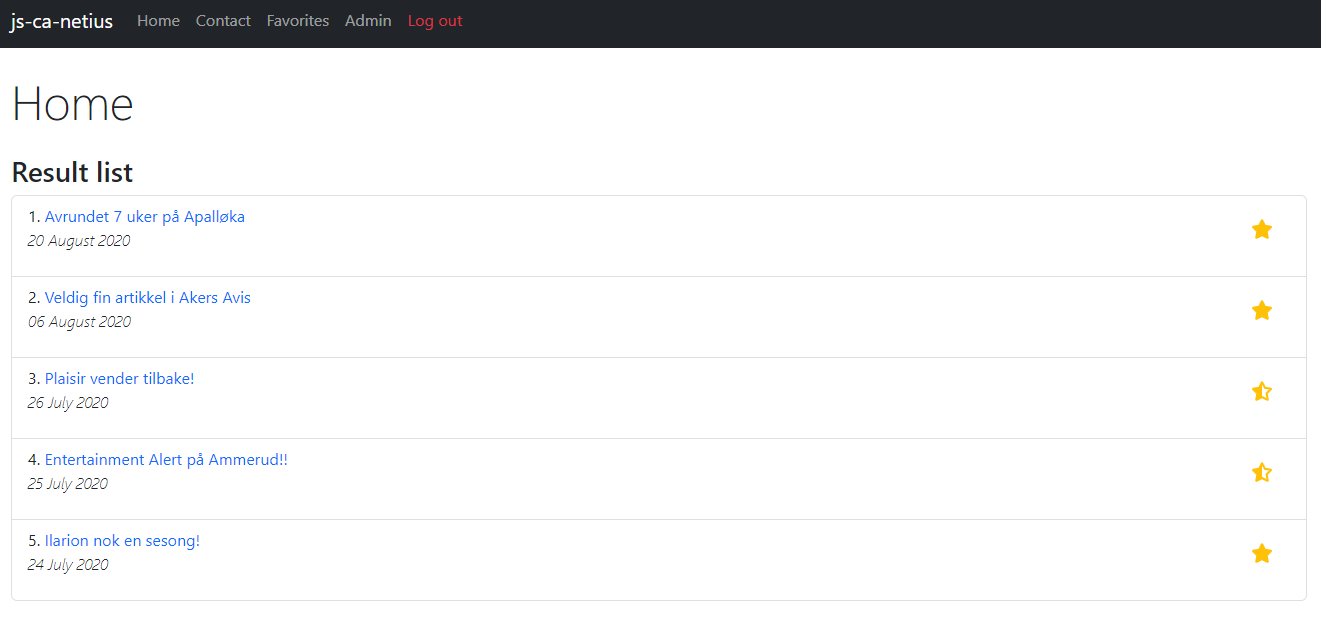 js-ca-netius Home Contact Favorites Admin Log out
Home
Result list
1. Avrundet 7 uker på Apalløka
20 August 2020
2. Veldig fin artikkel i Akers Avis
06 August 2020
3. Plaisir vender tilbake!
26 July 2020
4. Entertainment Alert på Ammerud!!
25 July 2020
5. Ilarion nok en sesong!
24 July 2020